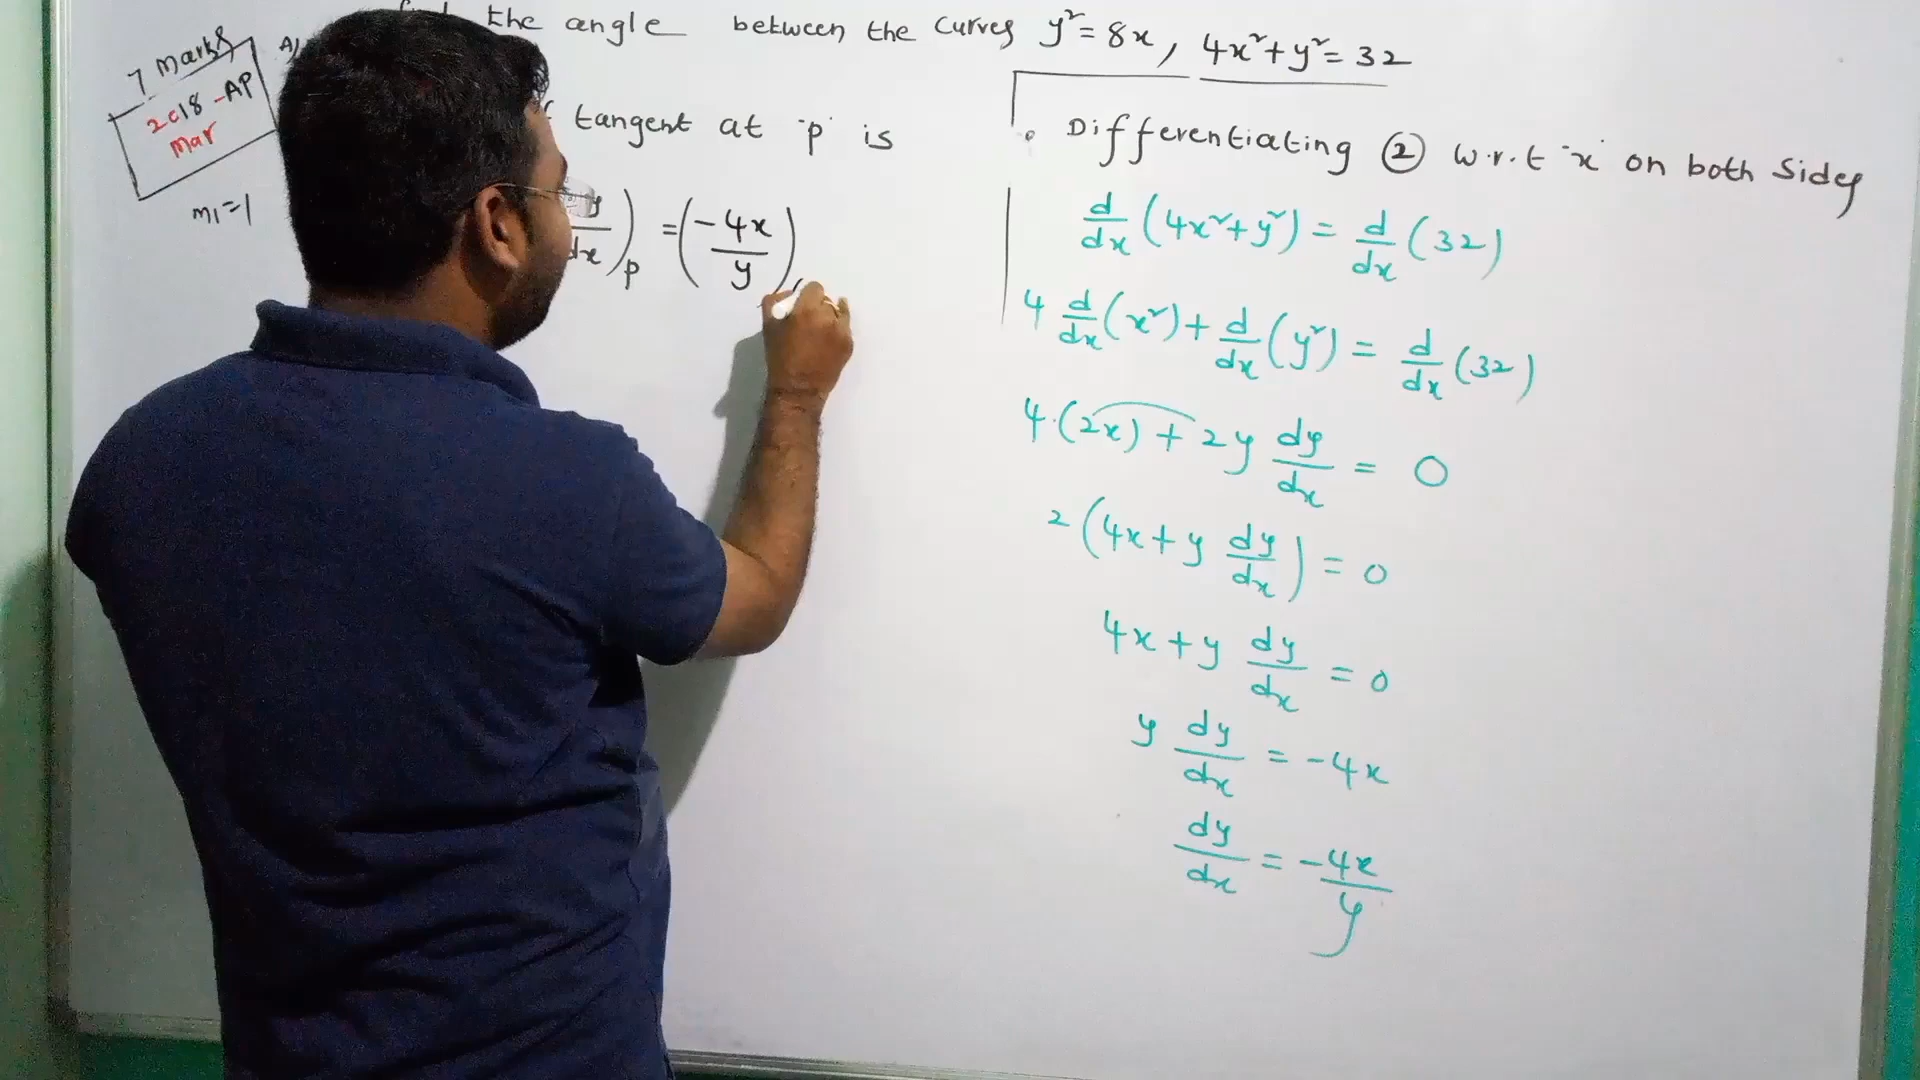 the angle between the curves y² = 8x, 4x² + y² = 32
7 marks
2018 - AP
Mar
m₁ = 1
A)
tangent at 'p' is
dx)p = (-4x/y)
Differentiating ② w.r.t 'x' on both sides
d/dx (4x² + y²) = d/dx (32)
4 d/dx (x²) + d/dx (y²) = d/dx (32)
4·(2x) + 2y dy/dx = 0
2 (4x + y dy/dx) = 0
4x + y dy/dx = 0
y dy/dx = -4x
dy/dx = -4x/y